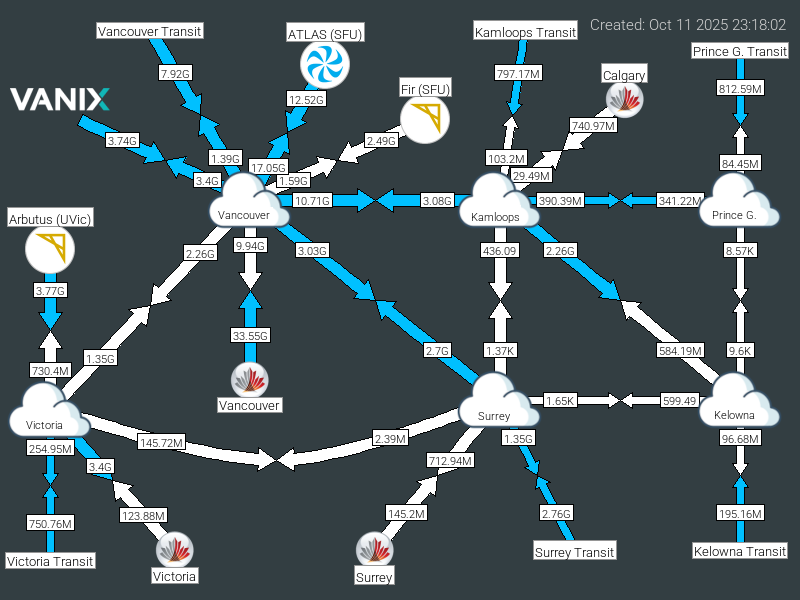 Created: Oct 11 2025 23:18:02
Vancouver Transit
ATLAS (SFU)
Kamloops Transit
Prince G. Transit
7.92G
797.17M
Calgary
812.59M
VANIX
12.52G
Fir (SFU)
740.97M
3.74G
2.49G
1.39G
17.05G
103.2M
84.45M
3.4G
1.59G
29.49M
10.71G
3.08G
390.39M
341.22M
Arbutus (UVic)
Vancouver
Kamloops
Prince G.
2.26G
9.94G
3.03G
436.09
2.26G
8.57K
3.77G
33.55G
730.4M
1.35G
2.7G
1.37K
584.19M
9.6K
Vancouver
1.65K
599.49
Victoria
Surrey
Kelowna
254.95M
145.72M
2.39M
1.35G
96.68M
3.4G
712.94M
750.76M
123.88M
145.2M
2.76G
195.16M
Victoria Transit
Victoria
Surrey
Surrey Transit
Kelowna Transit